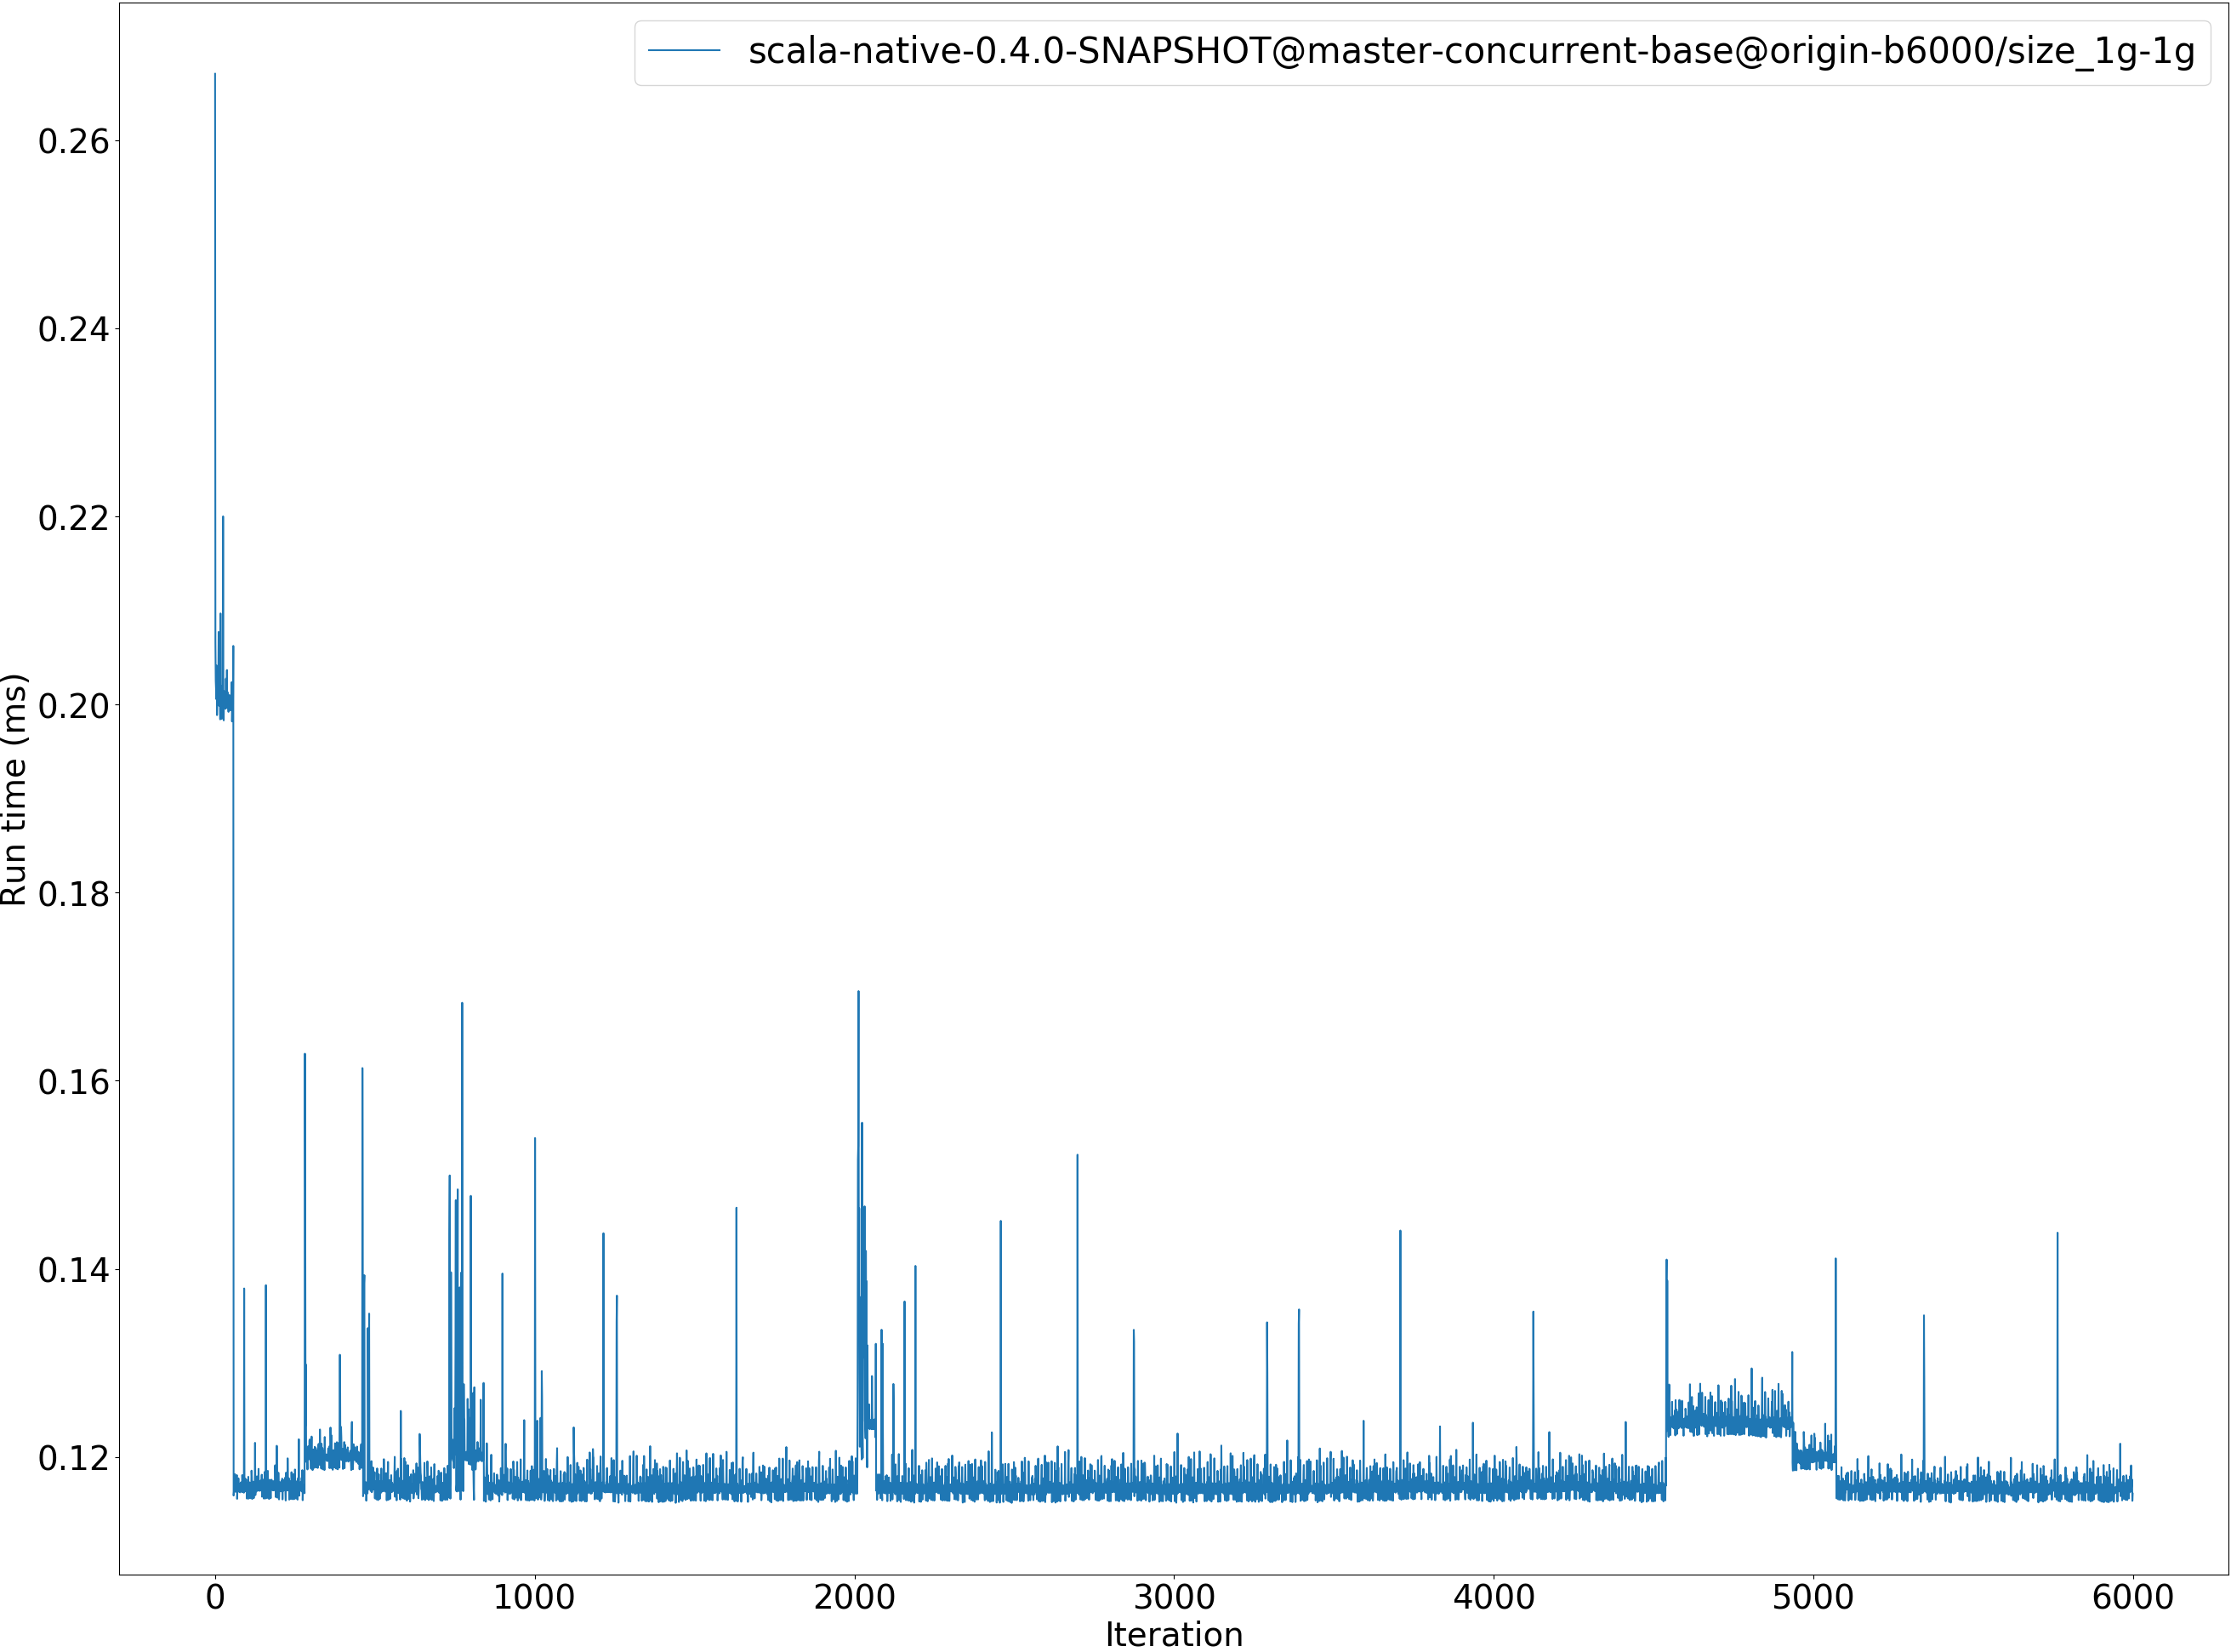 scala-native-0.4.0-SNAPSHOT@master-concurrent-base@origin-b6000/size_1g-1g
0.26
0.24
0.22
0.20
0.18
0.16
0.14
0.12
Run time (ms)
0 1000 2000 3000 4000 5000 6000
Iteration